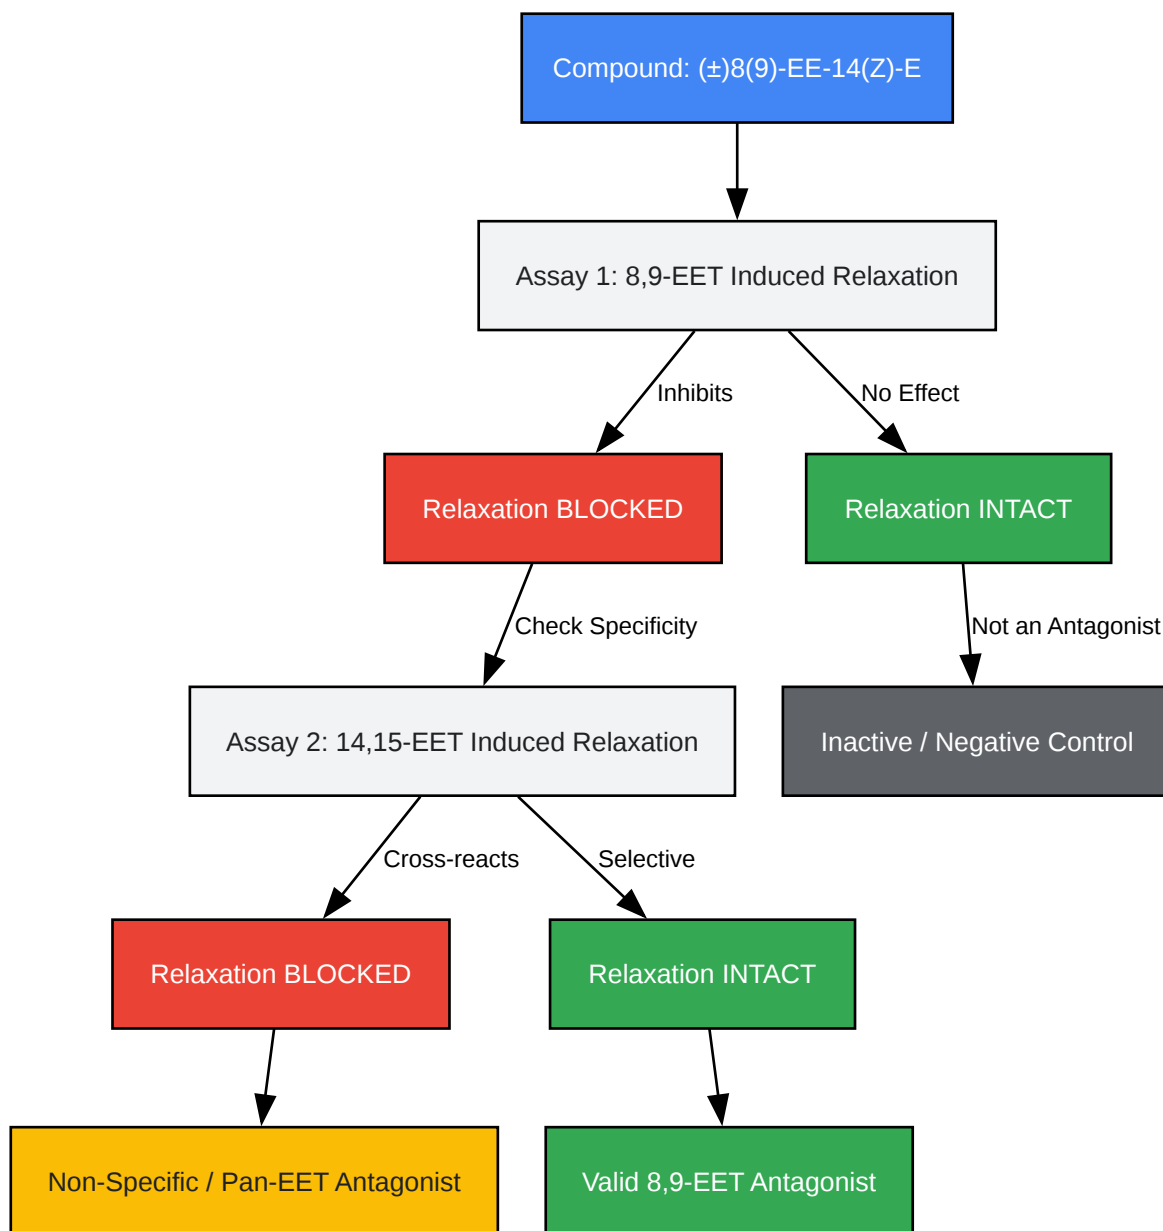 Compound: (±)8(9)-EE-14(Z)-E
Assay 1: 8,9-EET Induced Relaxation
Inhibits
No Effect
Relaxation BLOCKED
Relaxation INTACT
Check Specificity
Not an Antagonist
Assay 2: 14,15-EET Induced Relaxation
Inactive / Negative Control
Cross-reacts
Selective
Relaxation BLOCKED
Relaxation INTACT
Non-Specific / Pan-EET Antagonist
Valid 8,9-EET Antagonist